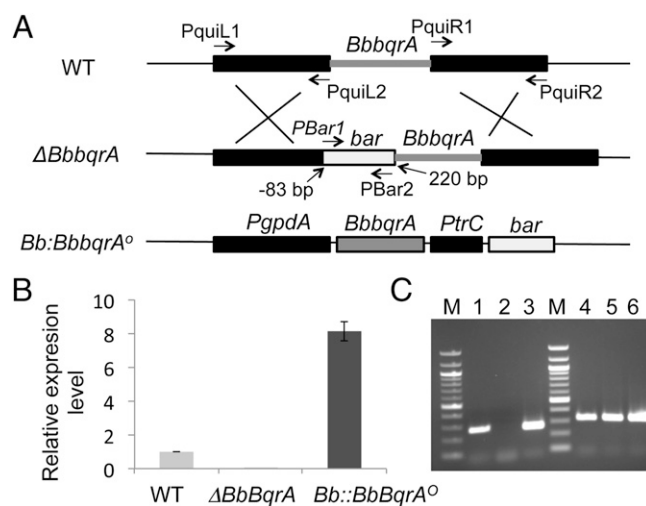 A
PquiL1
BbbqrA
PquiR1
WT
PquiL2
PquiR2
PBar1
bar
BbbqrA
ΔBbbqrA
-83 bp
PBar2
220 bp
PgpdA
BbbqrA
PtrC
bar
Bb:BbbqrAᵒ
B
Relative expression
level
10
8
6
4
2
0
WT
ΔBbBqrA
Bb::BbBqrAᴼ
C
M 1 2 3 M 4 5 6